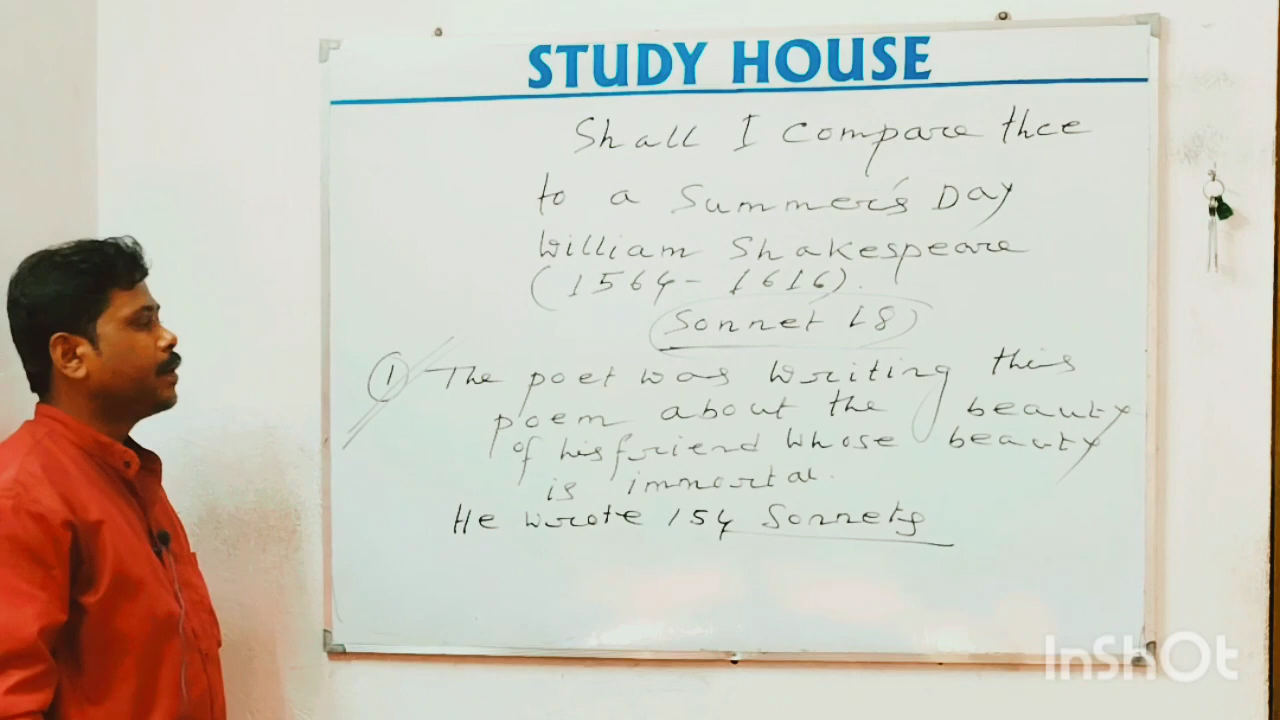 STUDY HOUSE
Shall I compare thee
to a Summer's Day
William Shakespeare
(1564- 1616).
Sonnet 18
① The poet was writing this
poem about the beauty
of his friend whose beauty
is immortal.
He wrote 154 Sonnets
InShOt